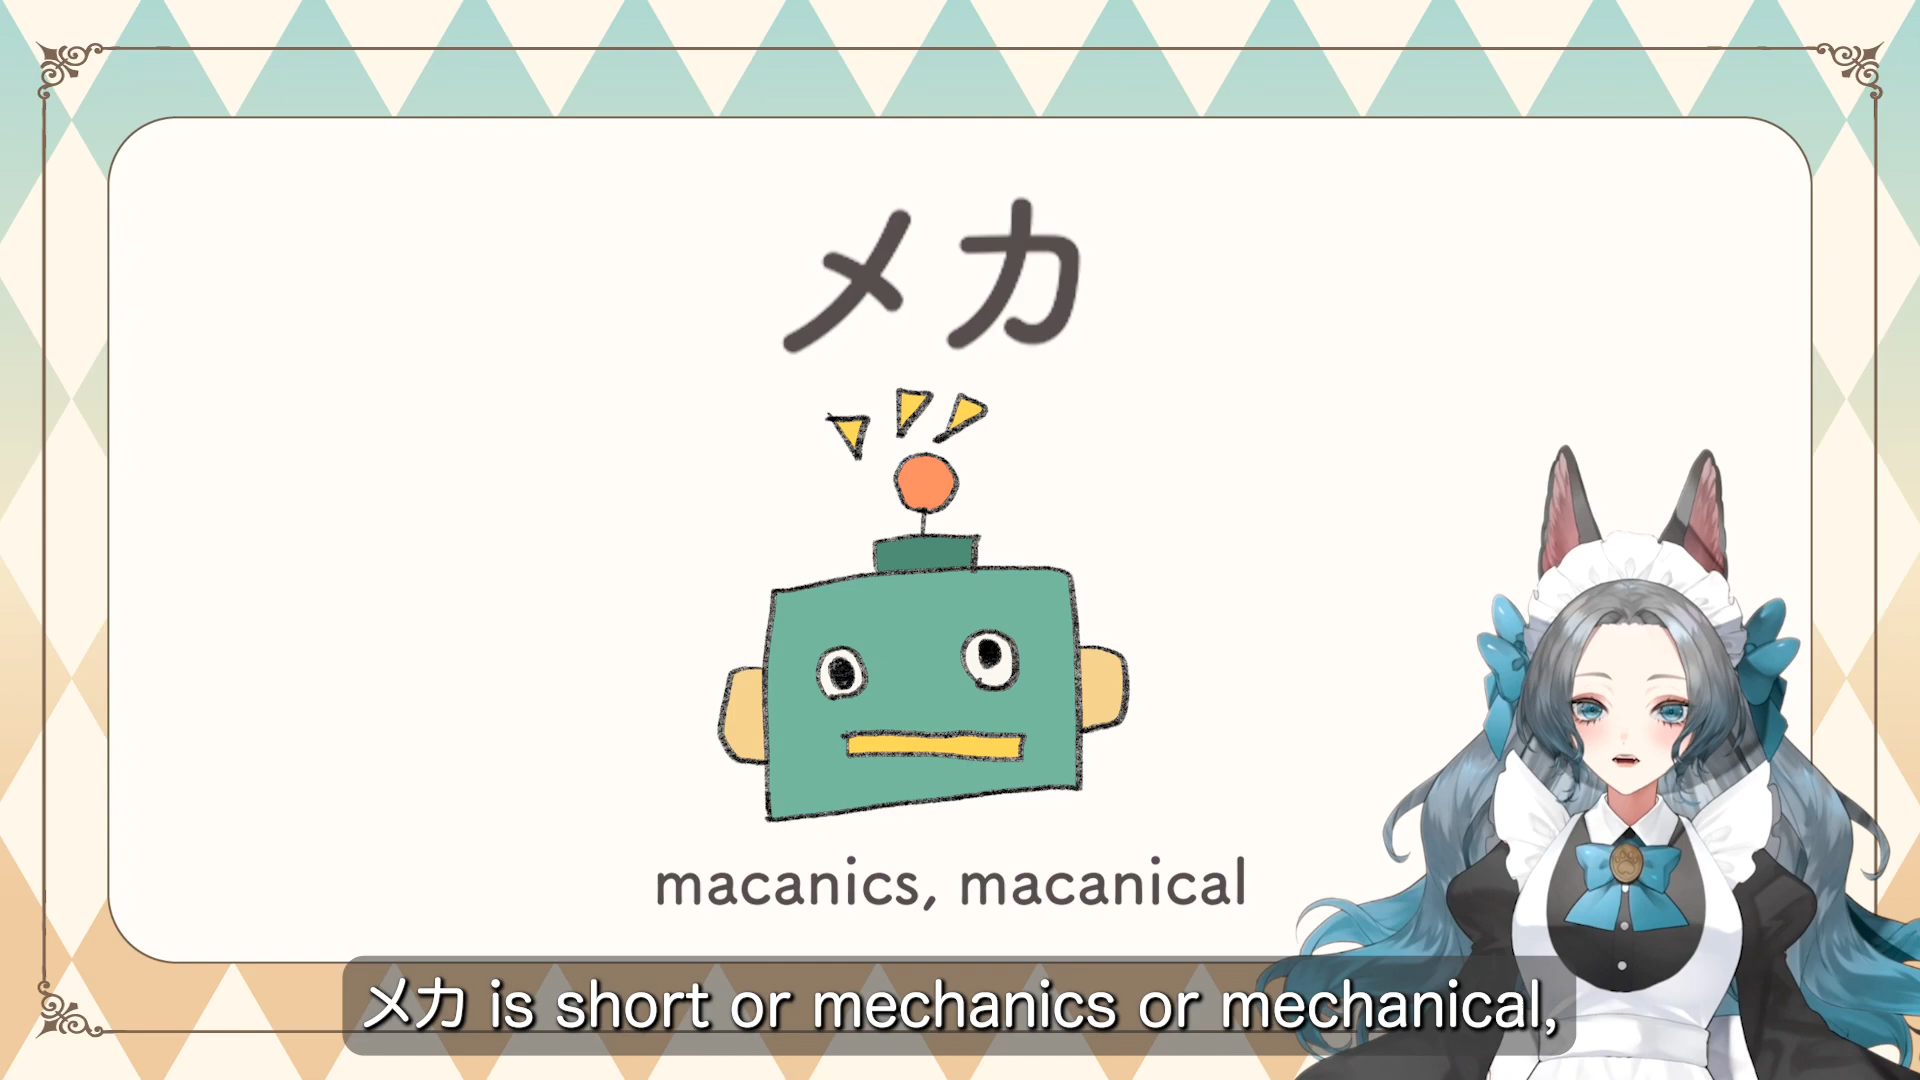 メカ
macanics, macanical
メカ is short or mechanics or mechanical,